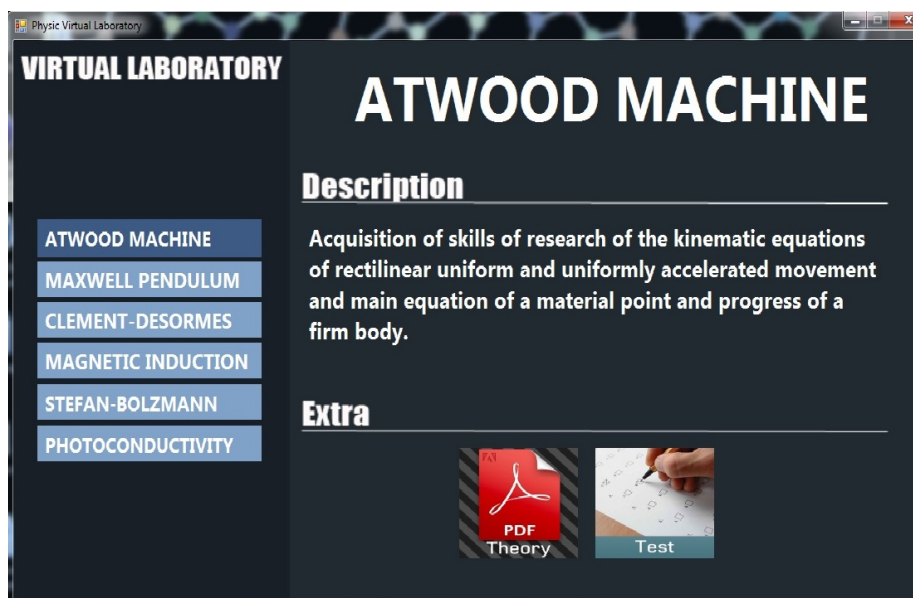 Physic Virtual Laboratory
VIRTUAL LABORATORY
ATWOOD MACHINE
MAXWELL PENDULUM
CLEMENT-DESORMES
MAGNETIC INDUCTION
STEFAN-BOLZMANN
PHOTOCONDUCTIVITY
ATWOOD MACHINE
Description
Acquisition of skills of research of the kinematic equations
of rectilinear uniform and uniformly accelerated movement
and main equation of a material point and progress of a
firm body.
Extra
PDF
Theory
Test